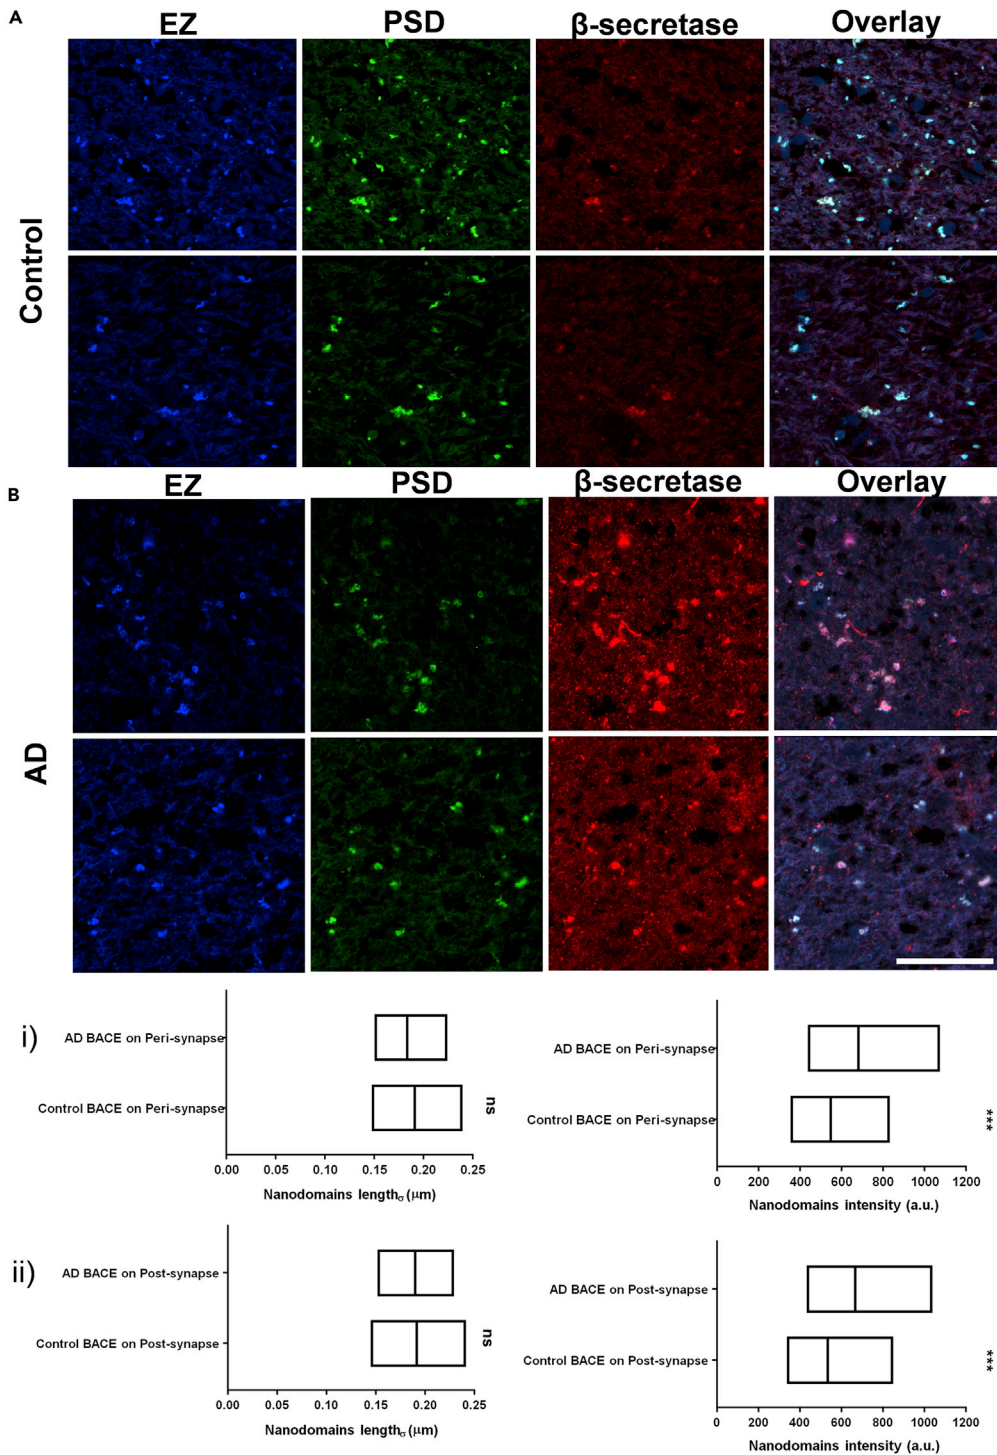 A
EZ PSD β-secretase Overlay
Control
EZ PSD β-secretase Overlay
B
AD
i)
AD BACE on Peri-synapse
Control BACE on Peri-synapse
ns
0.00 0.05 0.10 0.15 0.20 0.25
Nanodomains lengthσ (μm)
AD BACE on Peri-synapse
Control BACE on Peri-synapse
***
0 200 400 600 800 1000 1200
Nanodomains intensity (a.u.)
ii)
AD BACE on Post-synapse
Control BACE on Post-synapse
ns
0.00 0.05 0.10 0.15 0.20 0.25
Nanodomains lengthσ (μm)
AD BACE on Post-synapse
Control BACE on Post-synapse
***
0 200 400 600 800 1000 1200
Nanodomains intensity (a.u.)